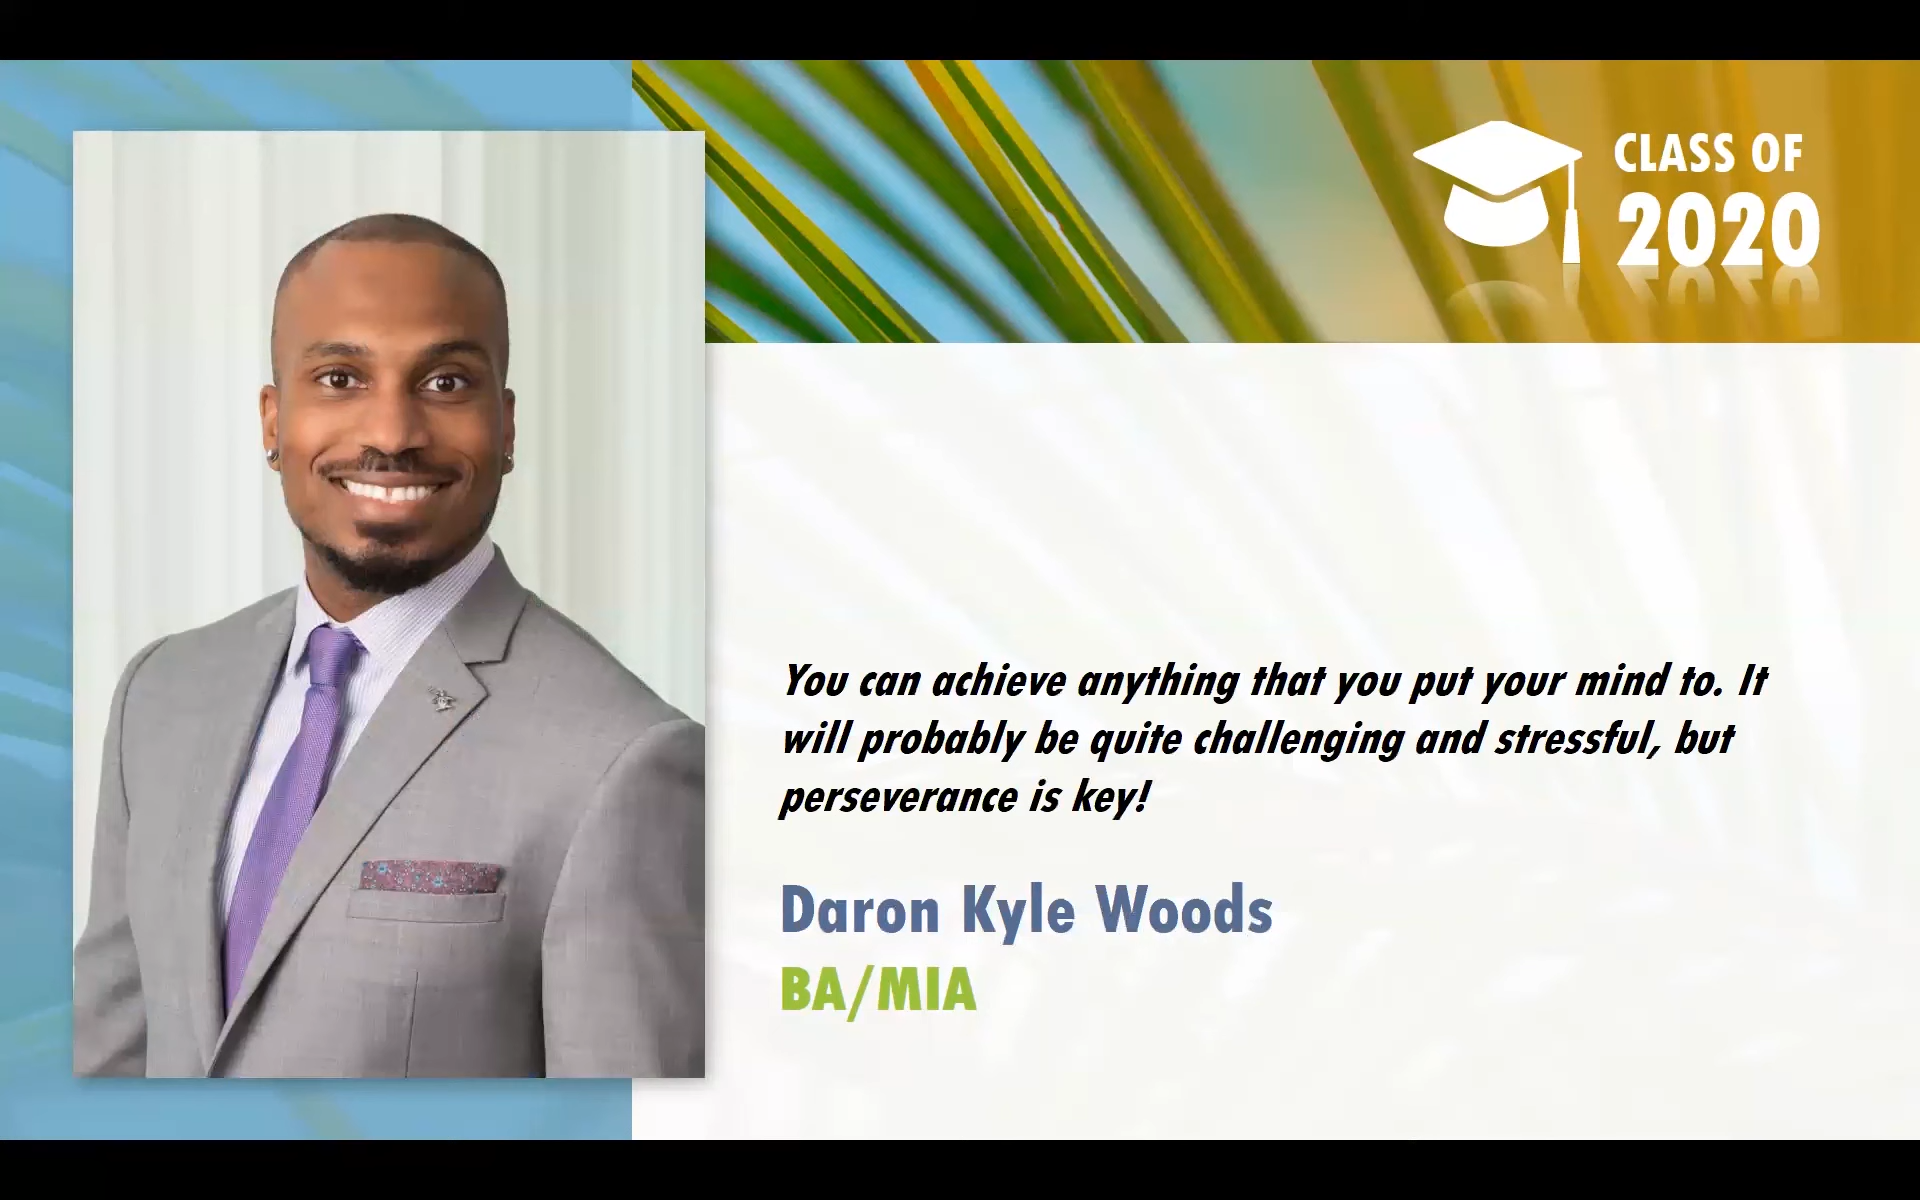 CLASS OF
2020
You can achieve anything that you put your mind to. It
will probably be quite challenging and stressful, but
perseverance is key!
Daron Kyle Woods
BA/MIA